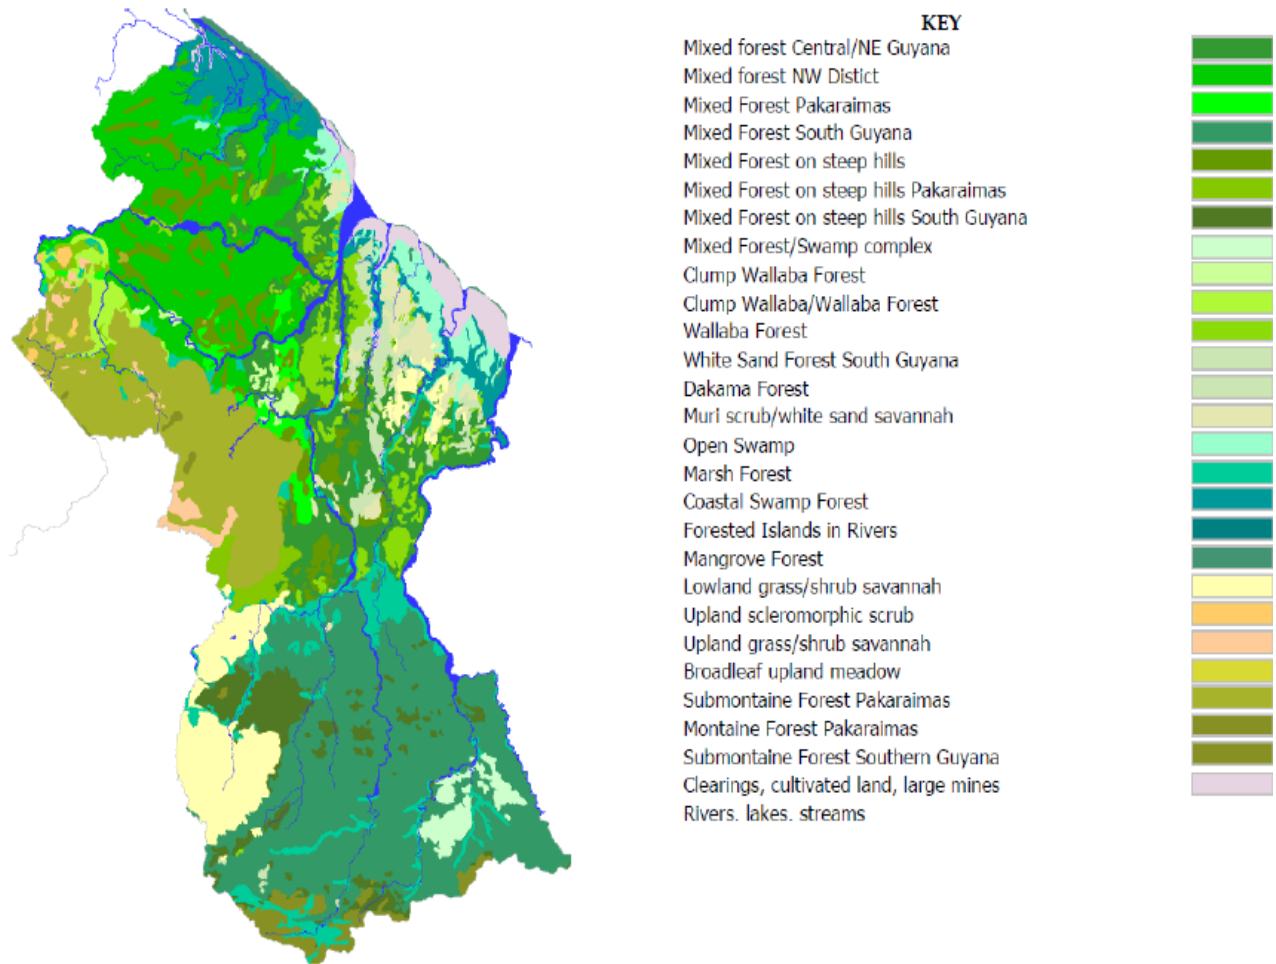 KEY
Mixed forest Central/NE Guyana
Mixed forest NW Distict
Mixed Forest Pakaraimas
Mixed Forest South Guyana
Mixed Forest on steep hills
Mixed Forest on steep hills Pakaraimas
Mixed Forest on steep hills South Guyana
Mixed Forest/Swamp complex
Clump Wallaba Forest
Clump Wallaba/Wallaba Forest
Wallaba Forest
White Sand Forest South Guyana
Dakama Forest
Muri scrub/white sand savannah
Open Swamp
Marsh Forest
Coastal Swamp Forest
Forested Islands in Rivers
Mangrove Forest
Lowland grass/shrub savannah
Upland scleromorphic scrub
Upland grass/shrub savannah
Broadleaf upland meadow
Submontaine Forest Pakaraimas
Montaine Forest Pakaraimas
Submontaine Forest Southern Guyana
Clearings, cultivated land, large mines
Rivers, lakes, streams